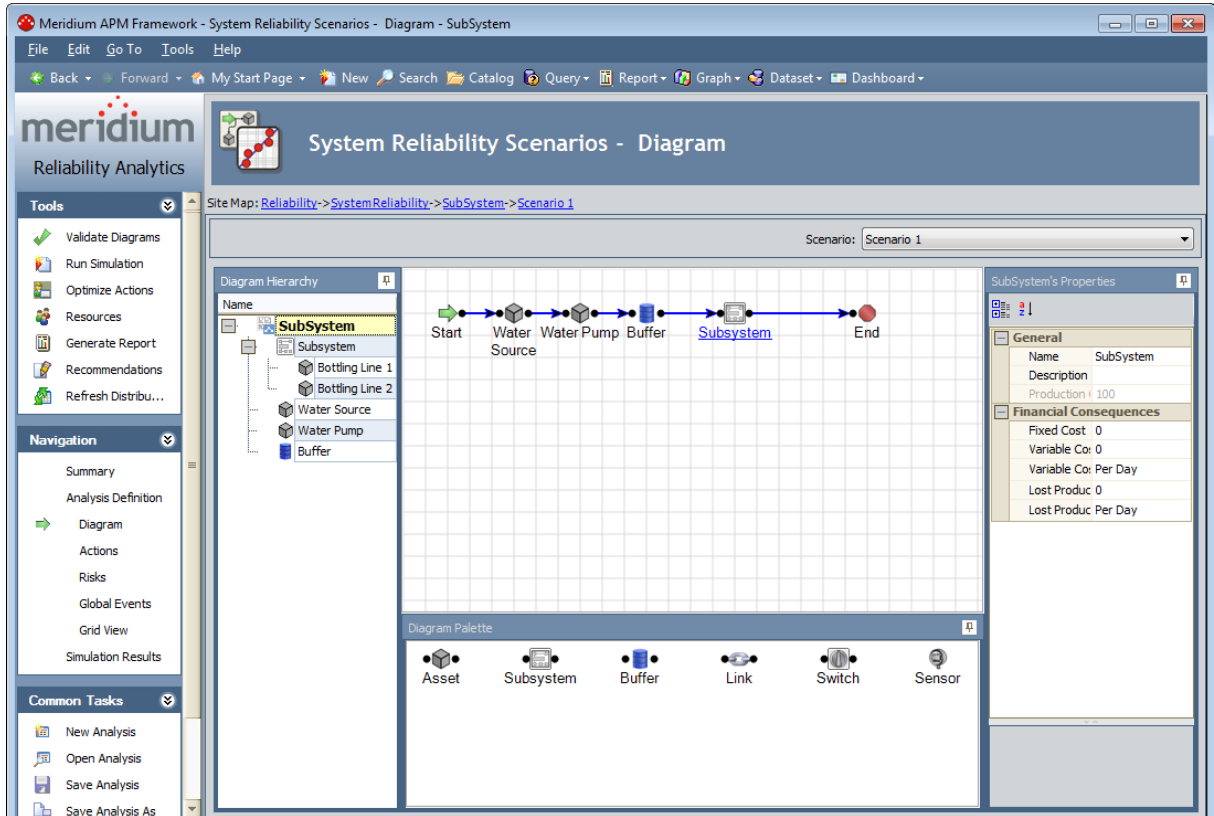 Meridium APM Framework - System Reliability Scenarios - Diagram - SubSystem
File Edit Go To Tools Help
Back Forward My Start Page New Search Catalog Query Report Graph Dataset Dashboard
meridium
Reliability Analytics
System Reliability Scenarios - Diagram
Site Map: Reliability->System Reliability->SubSystem->Scenario 1
Scenario: Scenario 1
Tools
Validate Diagrams
Run Simulation
Optimize Actions
Resources
Generate Report
Recommendations
Refresh Distribu...
Navigation
Summary
Analysis Definition
Diagram
Actions
Risks
Global Events
Grid View
Simulation Results
Common Tasks
New Analysis
Open Analysis
Save Analysis
Save Analysis As
Diagram Hierarchy
Name
SubSystem
Subsystem
Bottling Line 1
Bottling Line 2
Water Source
Water Pump
Buffer
Start Water Water Pump Buffer Subsystem End
Source
Diagram Palette
Asset Subsystem Buffer Link Switch Sensor
SubSystem's Properties
General
Name SubSystem
Description
Production ( 100
Financial Consequences
Fixed Cost 0
Variable Co: 0
Variable Co: Per Day
Lost Produc 0
Lost Produc Per Day